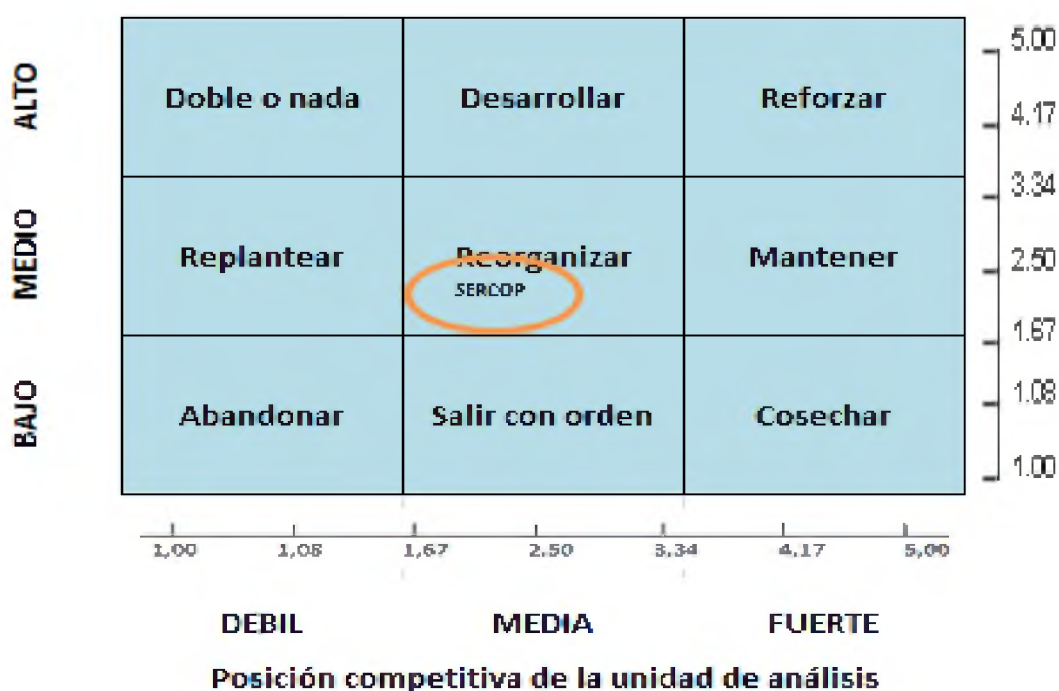 ALTO
Doble o nada
Desarrollar
Reforzar
5.00
4.17
MEDIO
Replantear
Reorganizar
SERCOP
Mantener
3.34
2.50
1.67
BAJO
Abandonar
Salir con orden
Cosechar
1.08
1.00
1,00
1,08
1,67
2.50
3.34
4.17
5,00
DEBIL
MEDIA
FUERTE
Posición competitiva de la unidad de análisis